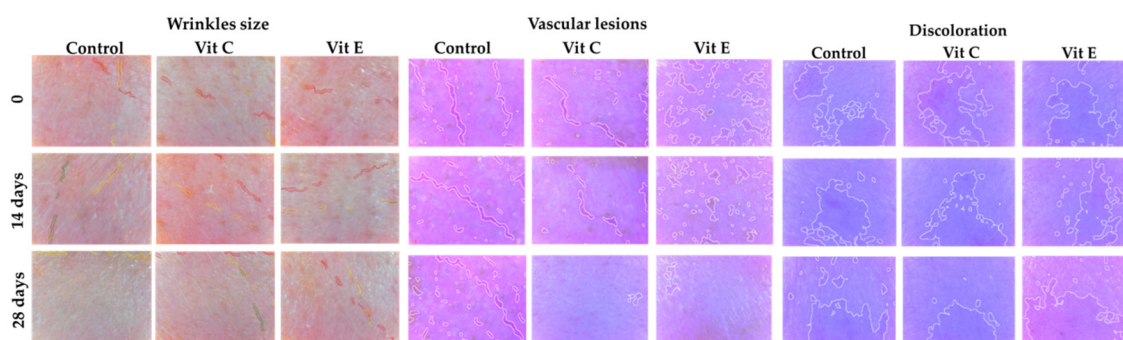 Wrinkles size
Control Vit C Vit E
Vascular lesions
Control Vit C Vit E
Discoloration
Control Vit C Vit E
0
14 days
28 days